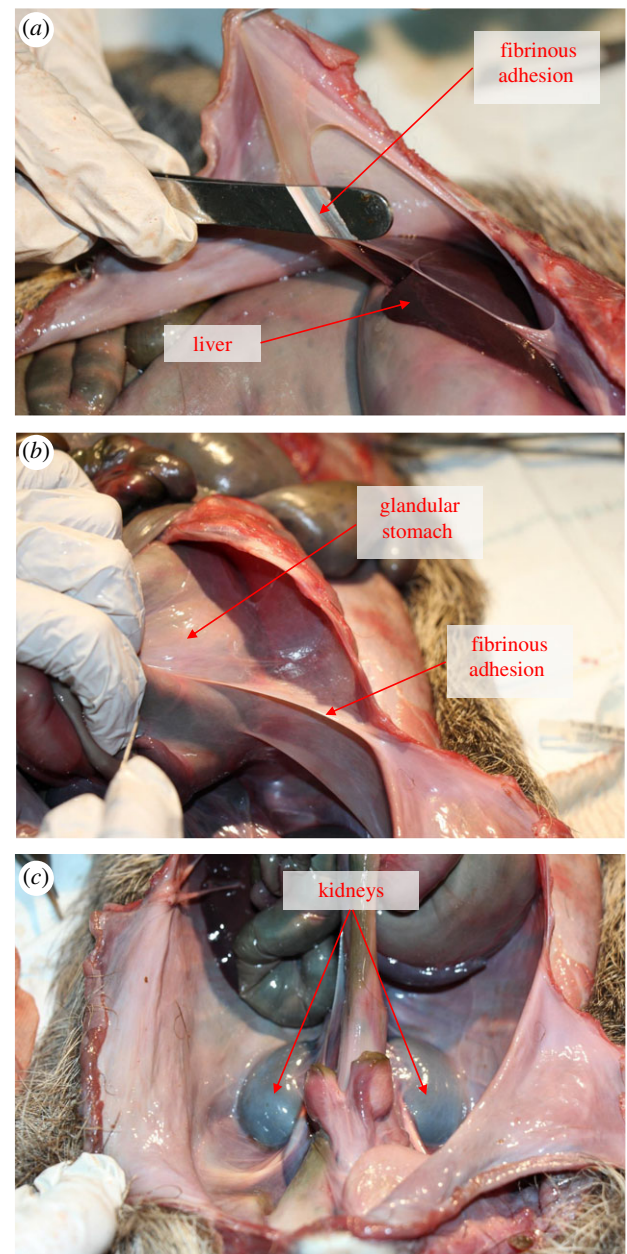 (a)
fibrinous
adhesion
liver
(b)
glandular
stomach
fibrinous
adhesion
(c)
kidneys